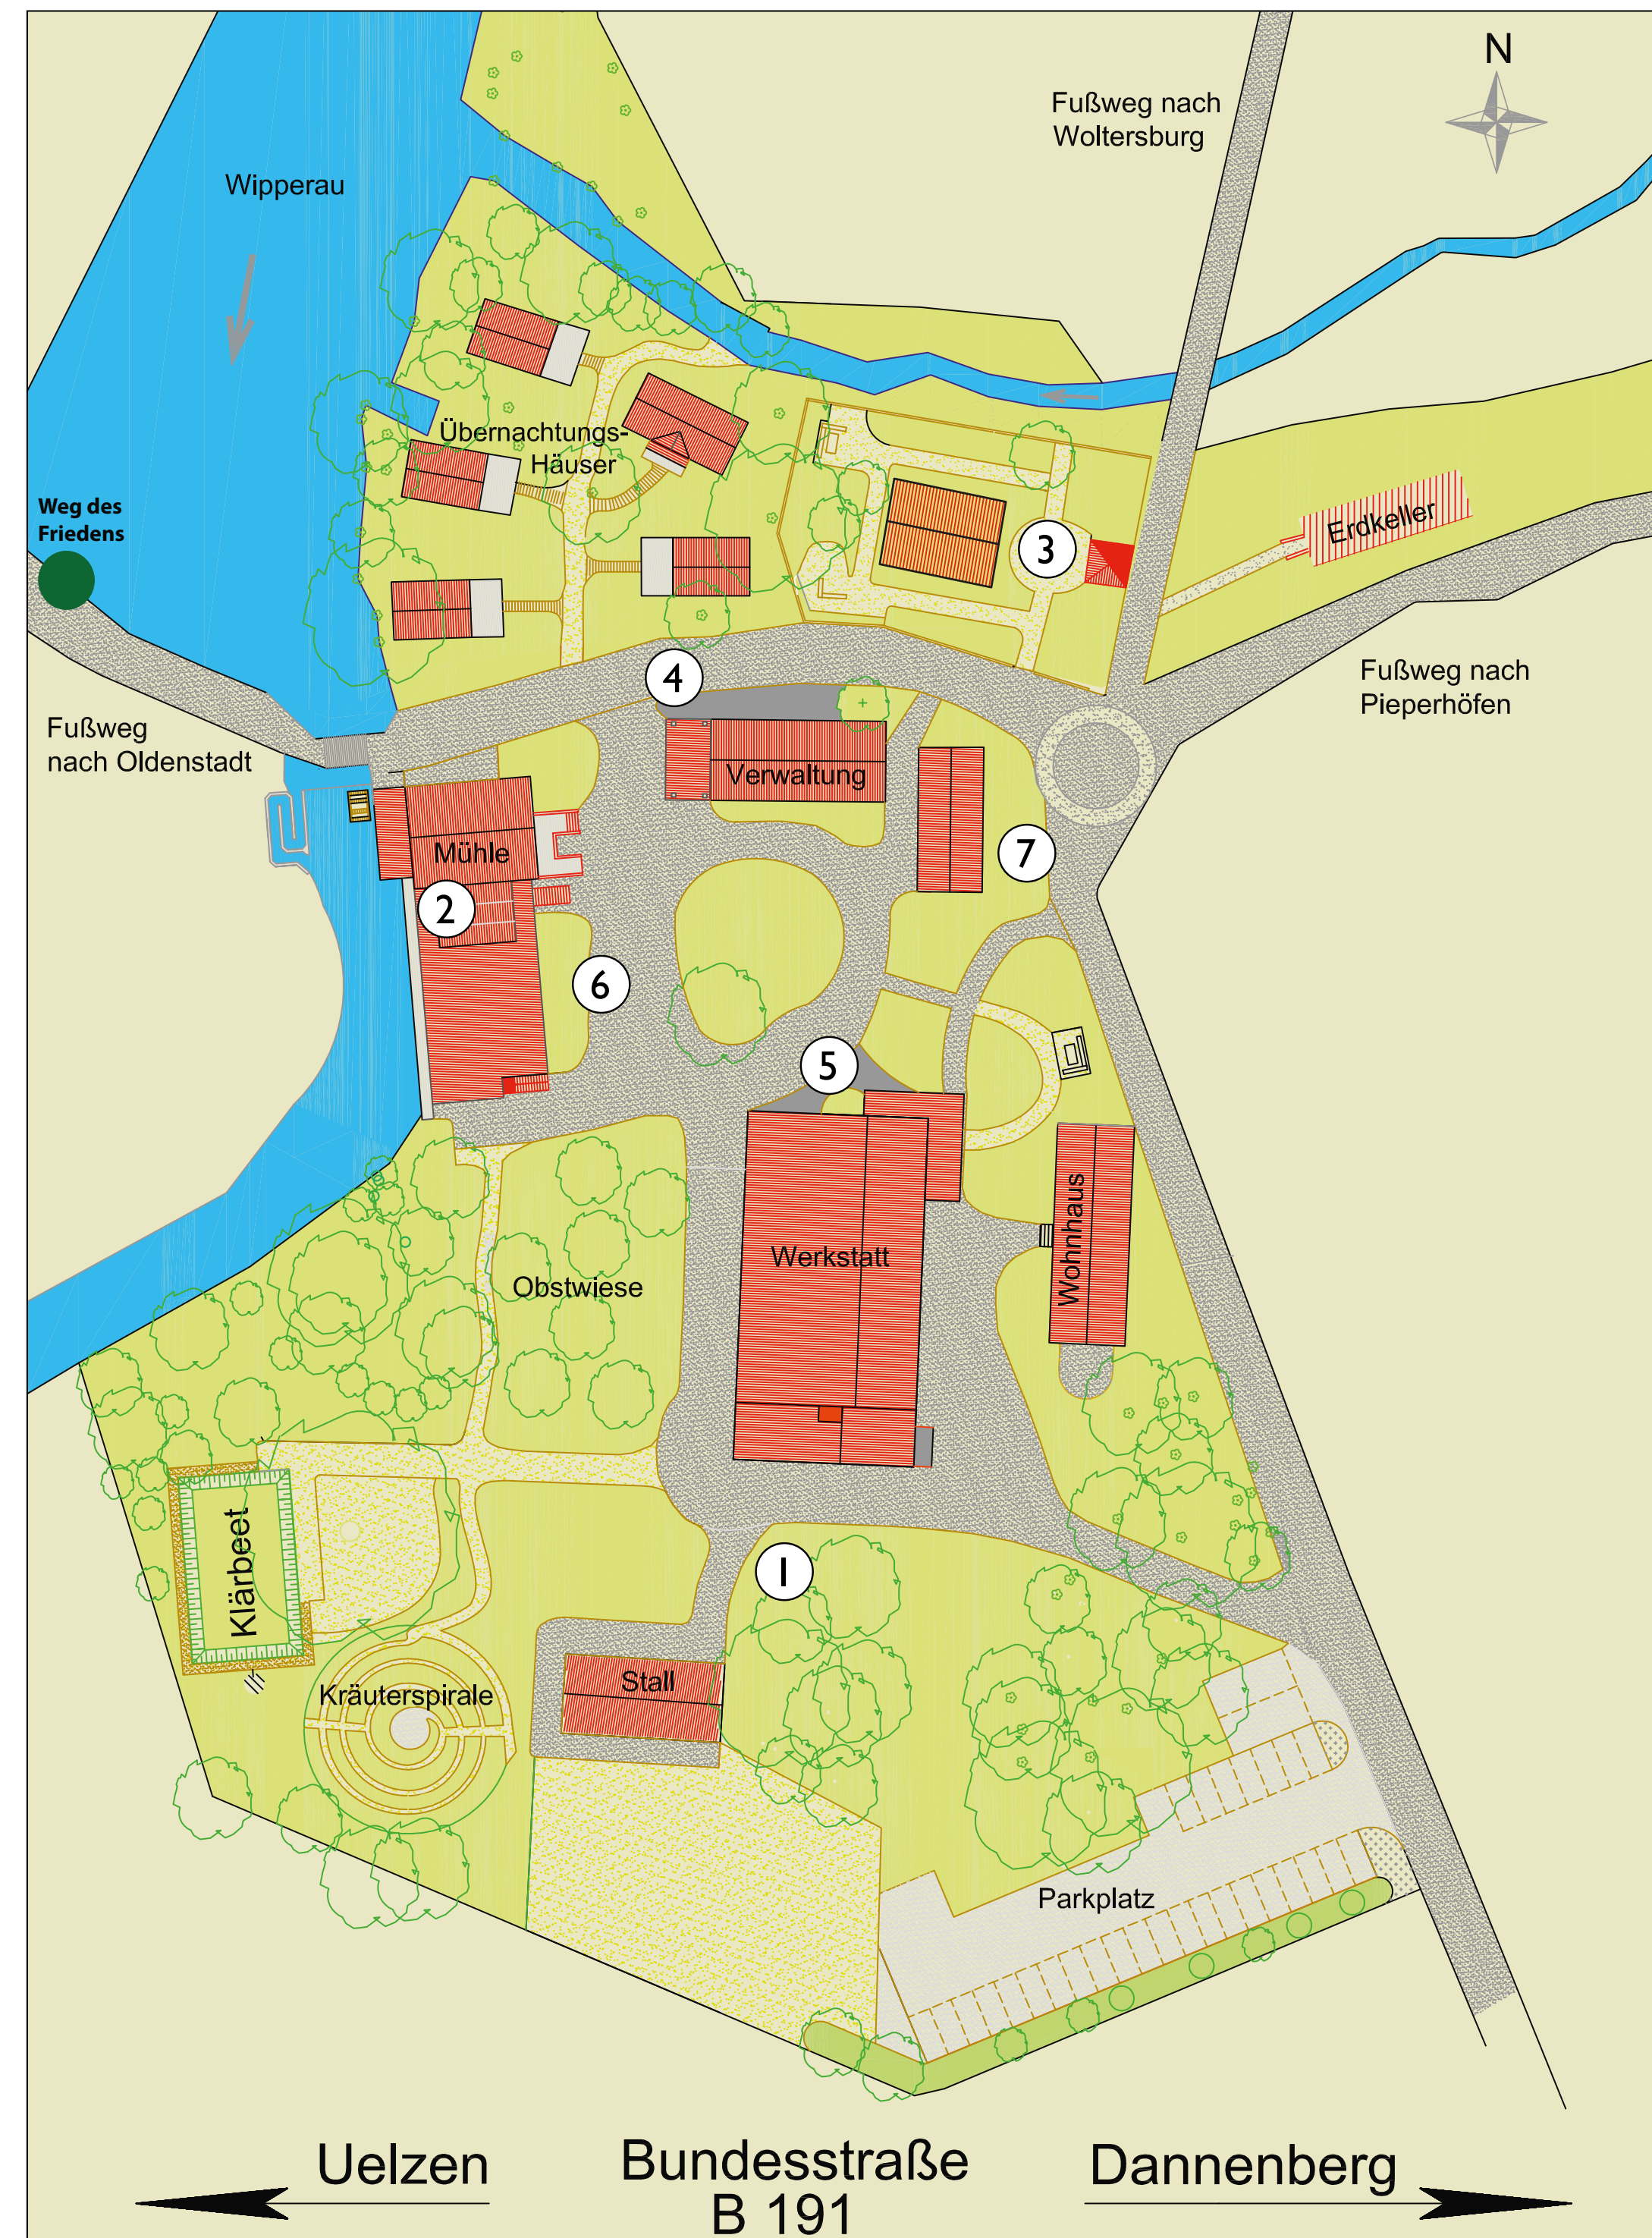 N
Fußweg nach
Woltersburg
Wipperau
Übernachtungs-
Häuser
Weg des
Friedens
3
Erdkeller
4
Fußweg nach
Pieperhöfen
Fußweg
nach Oldenstadt
Verwaltung
Mühle
7
2
6
5
Werkstatt
Wohnhaus
Obstwiese
Klärbeet
1
Stall
Kräuterspirale
Parkplatz
Uelzen
Bundesstraße
B 191
Dannenberg